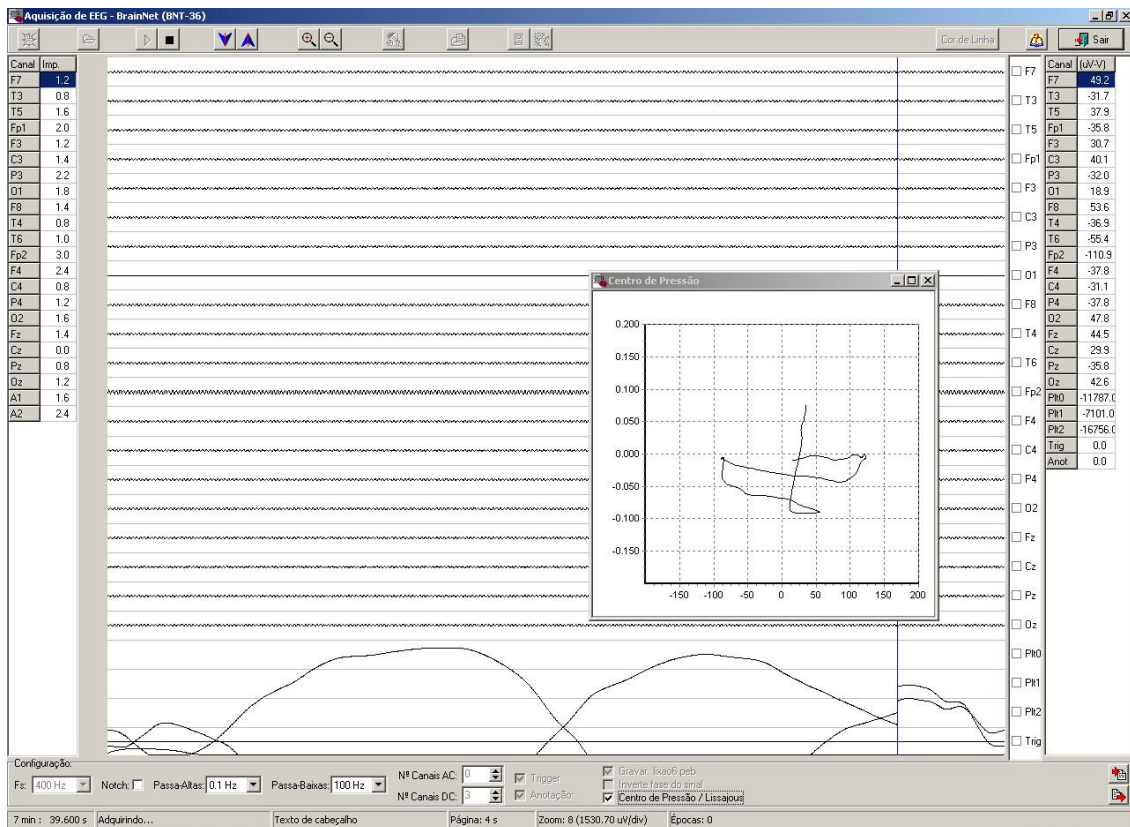 Aquisição de EEG - BrainNet (BNT-36)
Cor de Linha Sair
Canal Imp.
F7 1.2
T3 0.8
T5 1.6
Fp1 2.0
F3 1.2
C3 1.4
P3 2.2
O1 1.8
F8 1.4
T4 0.8
T6 1.0
Fp2 3.0
F4 2.4
C4 0.8
P4 1.2
O2 1.6
Fz 1.4
Cz 0.0
Pz 0.8
Oz 1.2
A1 1.6
A2 2.4
F7
T3
T5
Fp1
F3
C3
P3
O1
F8
T4
T6
Fp2
F4
C4
P4
O2
Fz
Cz
Pz
Oz
Plt0
Plt1
Plt2
Trig
Canal (uV-V)
F7 49.2
T3 -31.7
T5 37.9
Fp1 -35.8
F3 30.7
C3 40.1
P3 -32.0
O1 18.9
F8 53.6
T4 -36.9
T6 -55.4
Fp2 -110.9
F4 -37.8
C4 -31.1
P4 -37.8
O2 47.8
Fz 44.5
Cz 29.9
Pz -35.8
Oz 42.6
Plt0 -11787.0
Plt1 -7101.0
Plt2 -16756.0
Trig 0.0
Anot 0.0
Centro de Pressão
0.200
0.150
0.100
0.050
0.000
-0.050
-0.100
-0.150
-150 -100 -50 0 50 100 150 200
Configuração:
Fs: 400 Hz Notch: Passa-Altas: 0.1 Hz Passa-Baixas: 100 Hz
Nº Canais AC: 0
Nº Canais DC: 3
Trigger
Anotação:
Gravar: lixao6.peb
Inverte fase do sinal
Centro de Pressão / Lissajous
7 min : 39.600 s Adquirindo... Texto de cabeçalho Página: 4 s Zoom: 8 (1530.70 uV/div) Épocas: 0